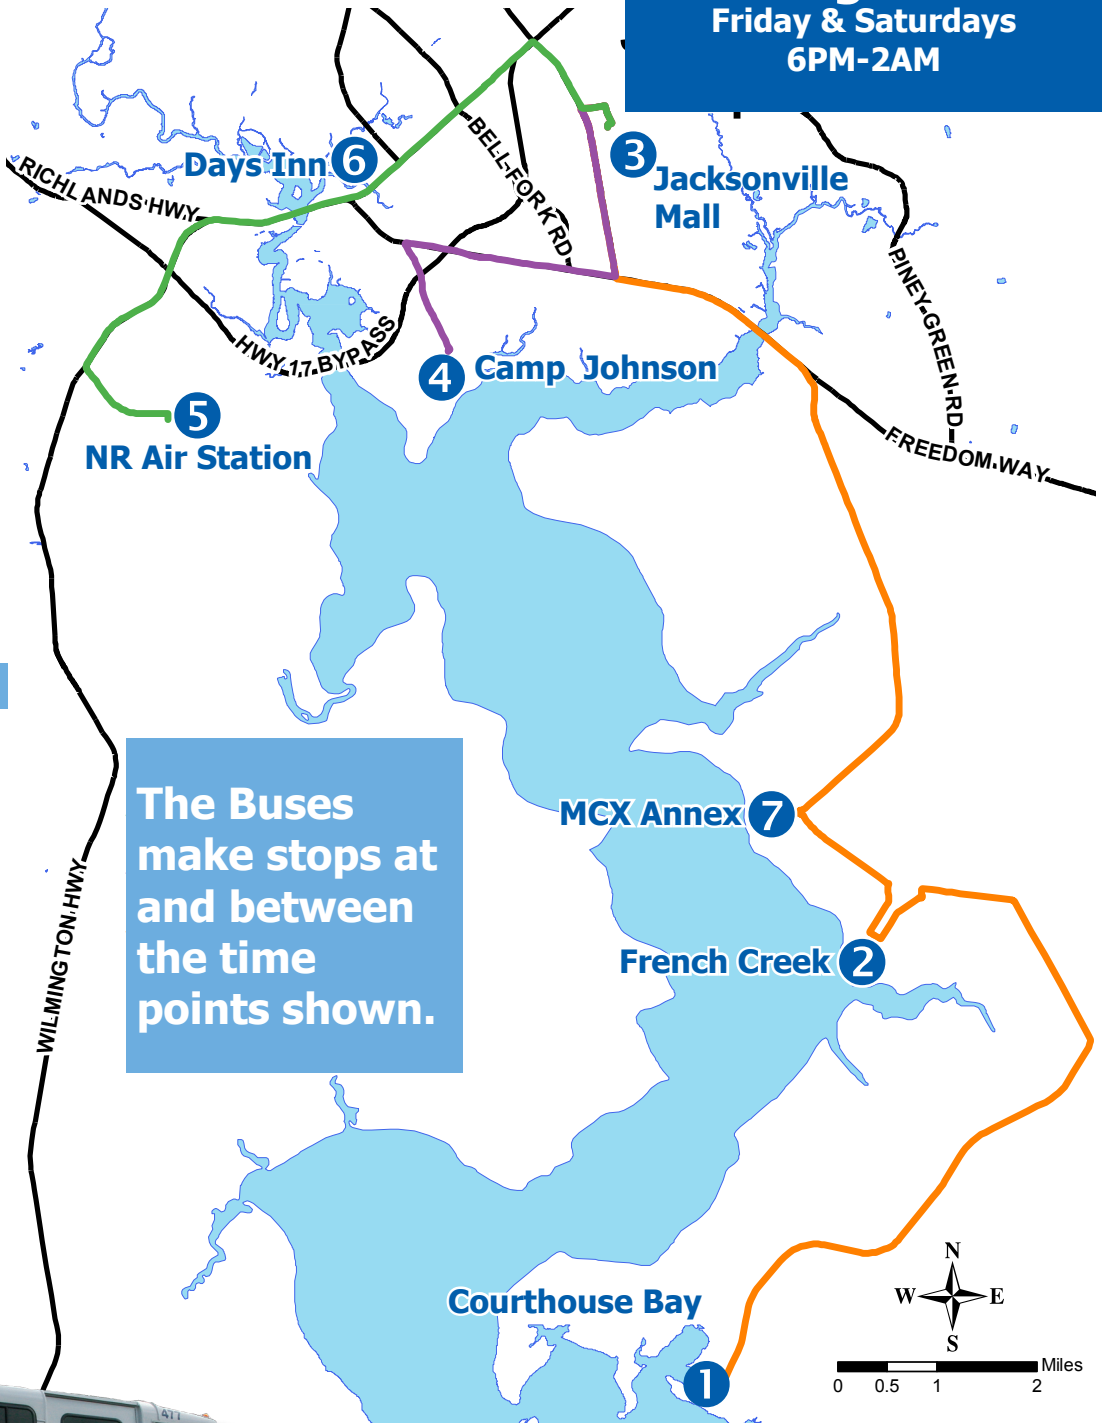 Friday & Saturdays
6PM-2AM
RICHLANDS HWY
Days Inn 6
BELL FORK RD
3
Jacksonville
Mall
PINEY GREEN RD
HWY 17 BYPASS
4 Camp Johnson
5
NR Air Station
FREEDOM WAY
The Buses
make stops at
and between
the time
points shown.
MCX Annex 7
WILMINGTON HWY
French Creek 2
N
W E
S
Courthouse Bay
1
Miles
0 0.5 1 2
477